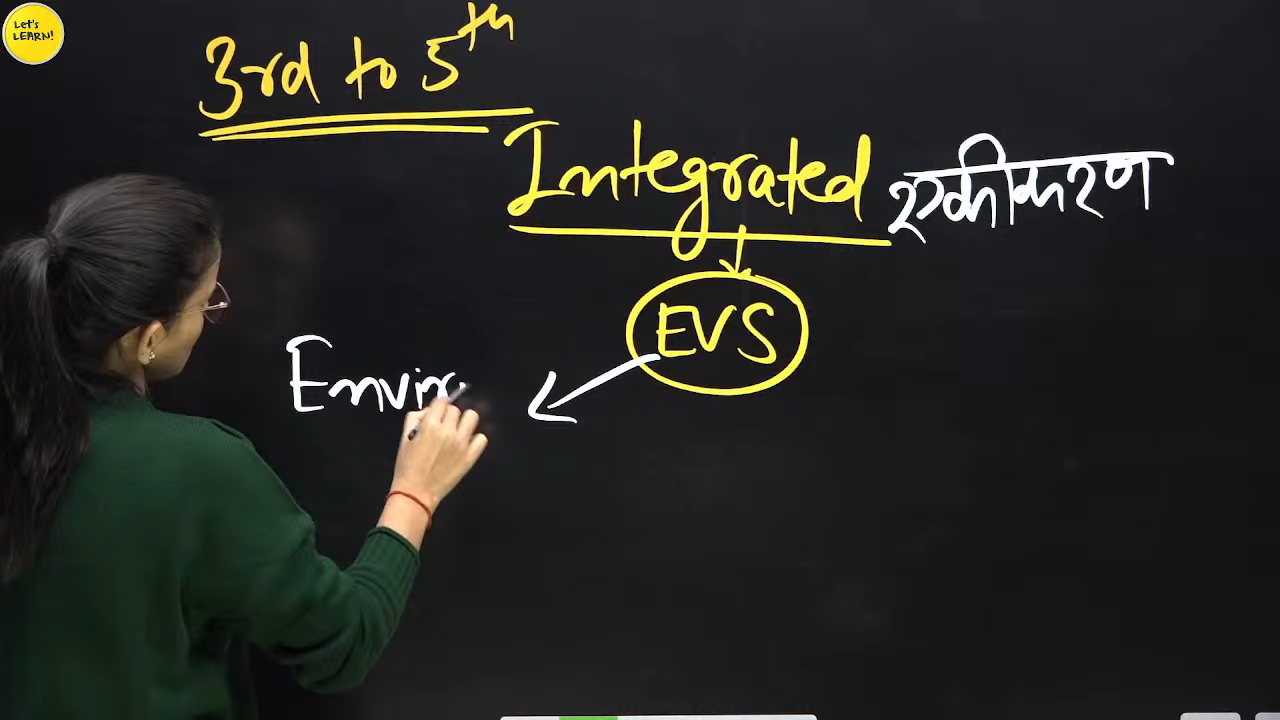 Let's
LEARN!
3rd to 5th
Integrated एकीकरण
EVS
Envir